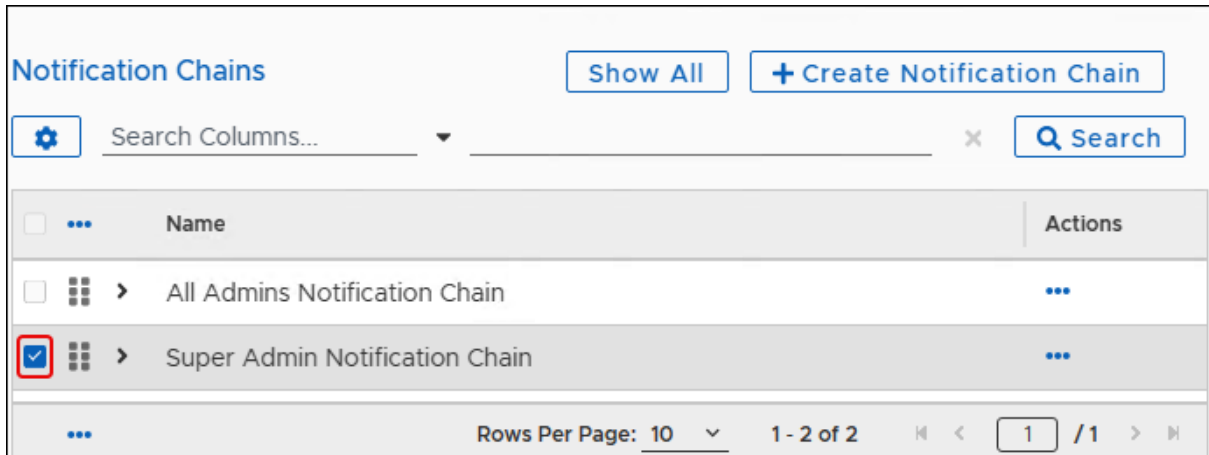 Notification Chains Show All + Create Notification Chain
Search Columns... Search
Name Actions
All Admins Notification Chain
Super Admin Notification Chain
Rows Per Page: 10 1 - 2 of 2 1 / 1